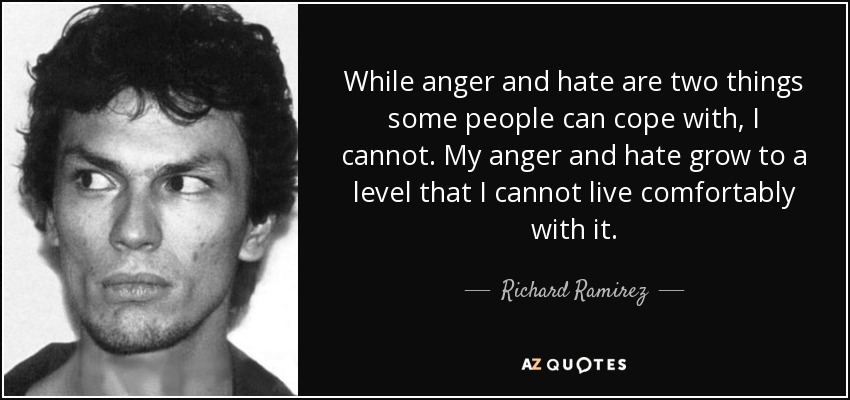 While anger and hate are two things
some people can cope with, I
cannot. My anger and hate grow to a
level that I cannot live comfortably
with it.
Richard Ramirez
AZ QUOTES